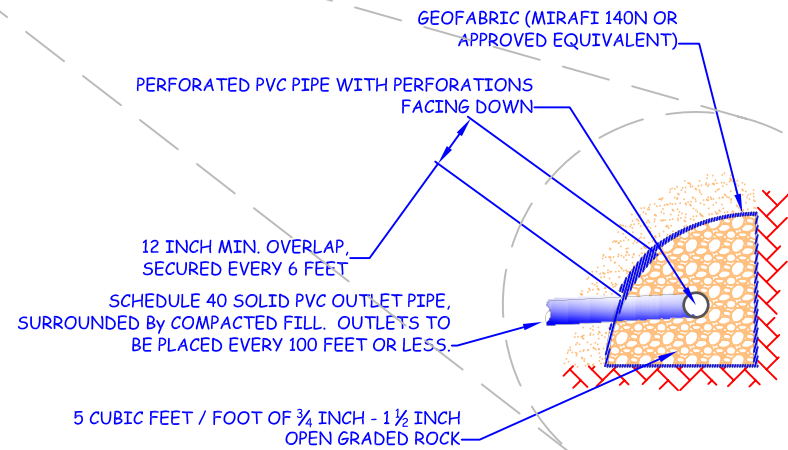 GEOFABRIC (MIRAFI 140N OR
APPROVED EQUIVALENT)
PERFORATED PVC PIPE WITH PERFORATIONS
FACING DOWN
12 INCH MIN. OVERLAP,
SECURED EVERY 6 FEET
SCHEDULE 40 SOLID PVC OUTLET PIPE,
SURROUNDED By COMPACTED FILL. OUTLETS TO
BE PLACED EVERY 100 FEET OR LESS.
5 CUBIC FEET / FOOT OF ¾ INCH - 1 ½ INCH
OPEN GRADED ROCK